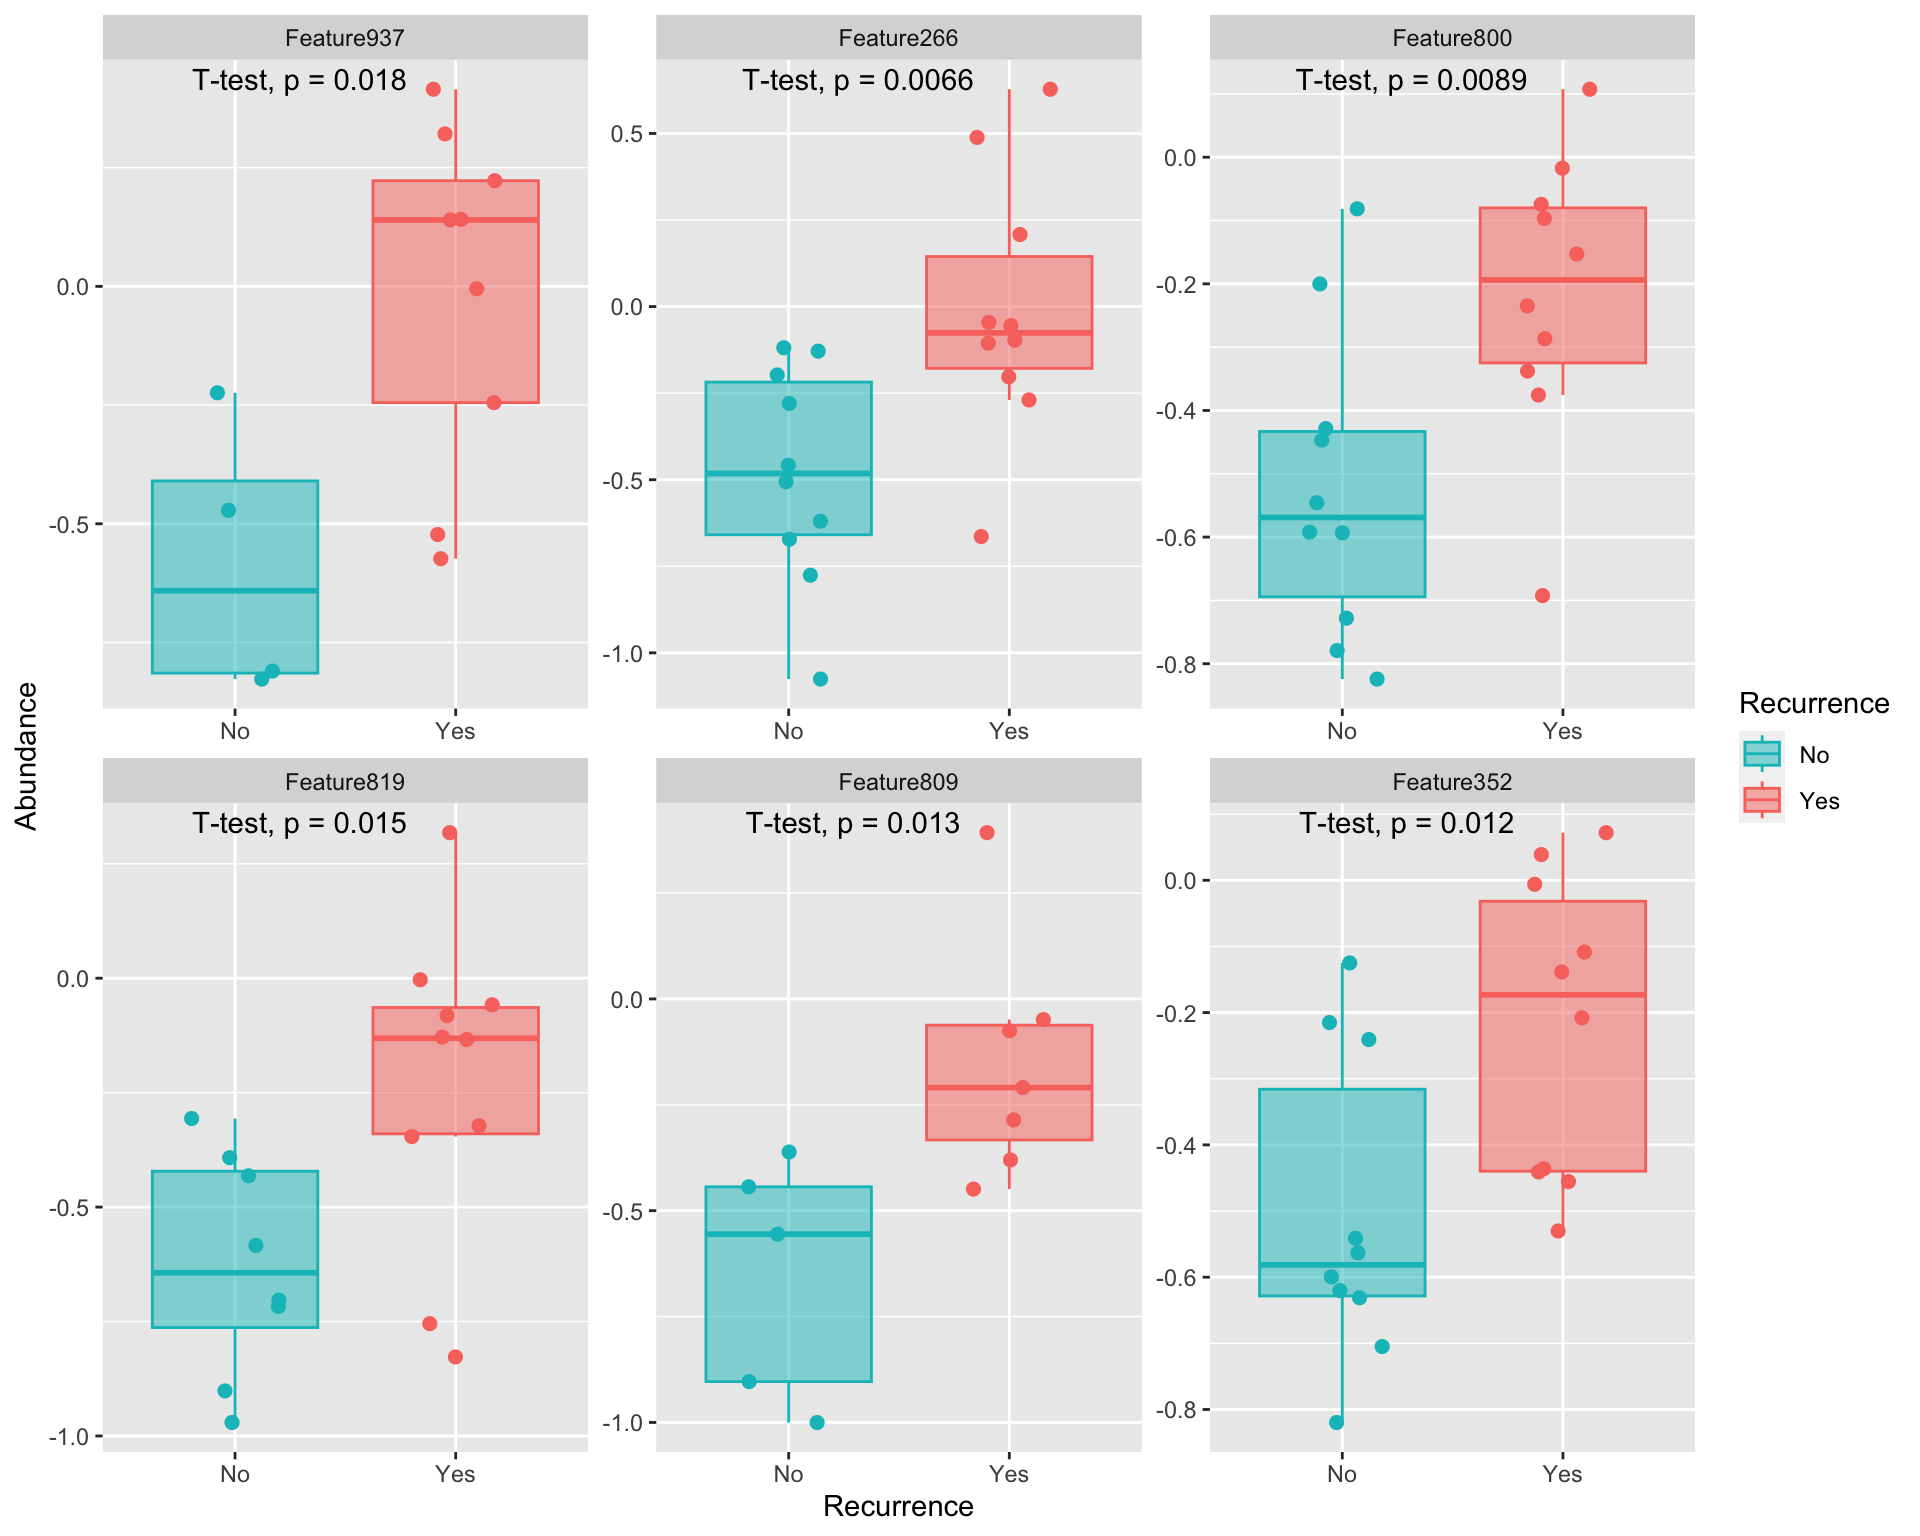 Feature937
Feature266
Feature800
T-test, p = 0.018
T-test, p = 0.0066
T-test, p = 0.0089
0.0
-0.5
0.5
0.0
-0.5
-1.0
0.0
-0.2
-0.4
-0.6
-0.8
No
Yes
No
Yes
No
Yes
Feature819
Feature809
Feature352
T-test, p = 0.015
T-test, p = 0.013
T-test, p = 0.012
0.0
-0.5
-1.0
0.0
-0.5
-1.0
0.0
-0.2
-0.4
-0.6
-0.8
No
Yes
No
Yes
No
Yes
Abundance
Recurrence
Recurrence
No
Yes